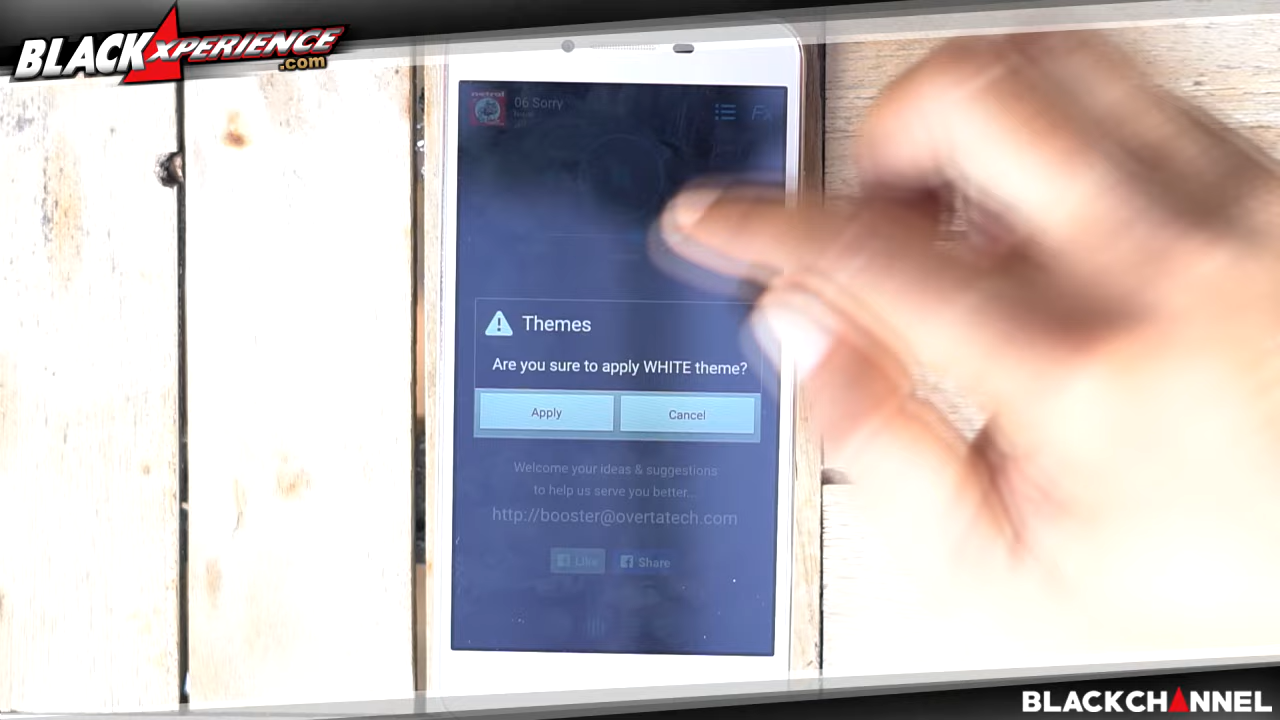 BLACKXPERIENCE
.com
06 Sorry
Fx
Themes
Are you sure to apply WHITE theme?
Apply
Cancel
Welcome your ideas & suggestions
to help us serve you better...
http://booster@overtatech.com
Like
Share
BLACKCHANNEL